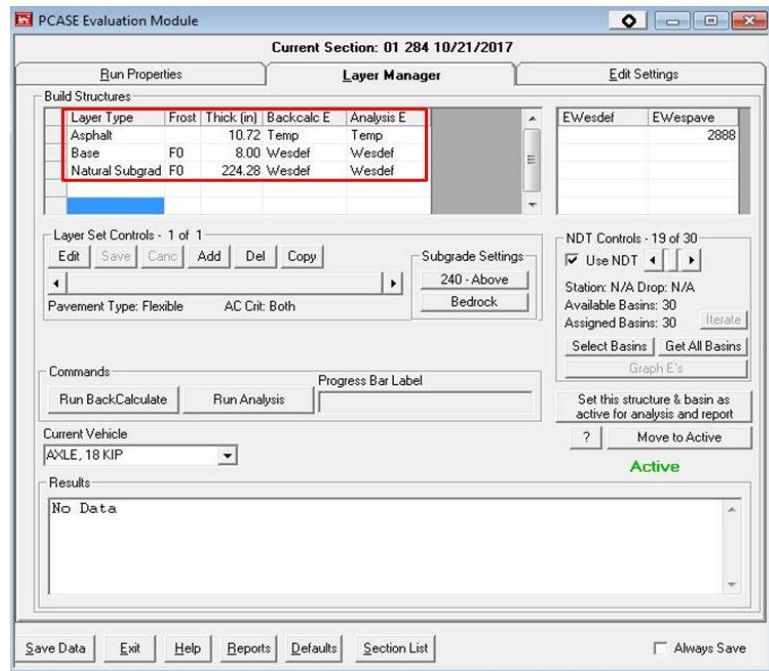 PCASE Evaluation Module
Current Section: 01 284 10/21/2017
Run Properties Layer Manager Edit Settings
Build Structures
Layer Type Frost Thick (in) Backcalc E Analysis E EWesdef EWespave
Asphalt 10.72 Temp Temp 2888
Base F0 8.00 Wesdef Wesdef
Natural Subgrad F0 224.28 Wesdef Wesdef
Layer Set Controls - 1 of 1
Edit Save Canc Add Del Copy
Pavement Type: Flexible AC Crit: Both
Subgrade Settings
240 - Above
Bedrock
NDT Controls - 19 of 30
Use NDT
Station: N/A Drop: N/A
Available Basins: 30
Assigned Basins: 30 Iterate
Select Basins Get All Basins
Graph E's
Commands
Progress Bar Label
Run BackCalculate Run Analysis
Set this structure & basin as
active for analysis and report
? Move to Active
Active
Current Vehicle
AXLE, 18 KIP
Results
No Data
Save Data Exit Help Reports Defaults Section List Always Save